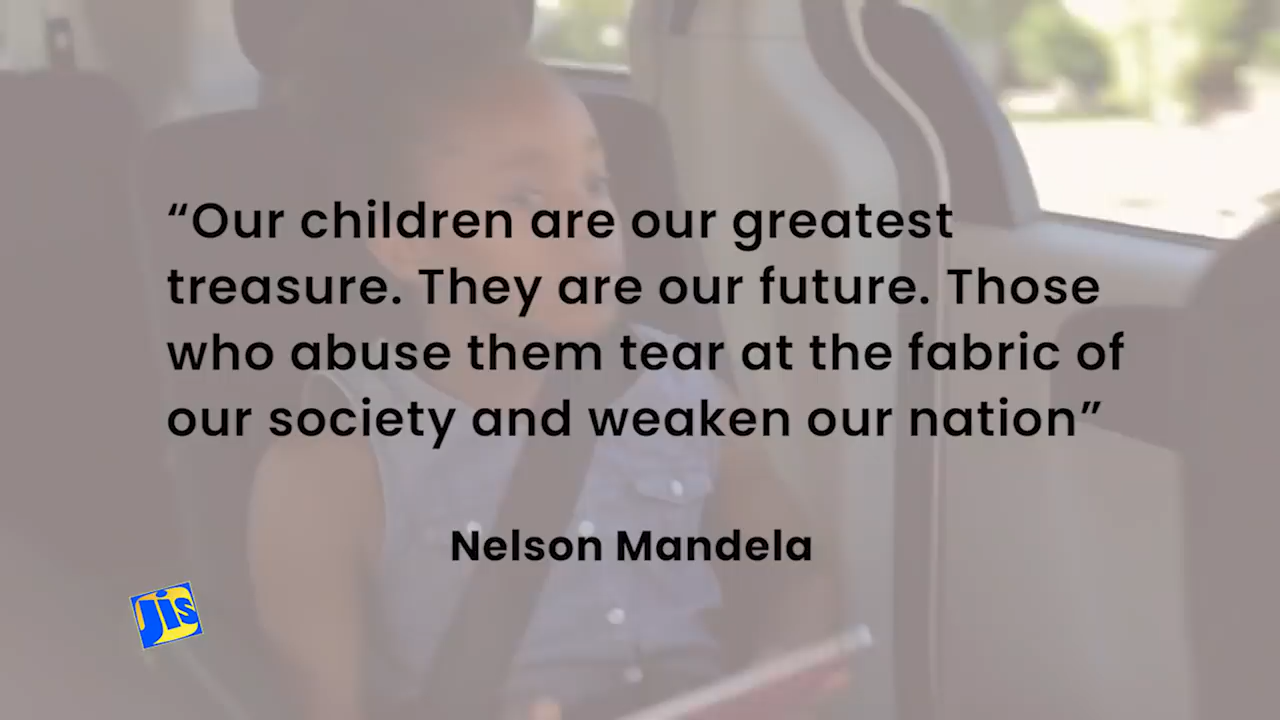 “Our children are our greatest
treasure. They are our future. Those
who abuse them tear at the fabric of
our society and weaken our nation”
Nelson Mandela
JIS